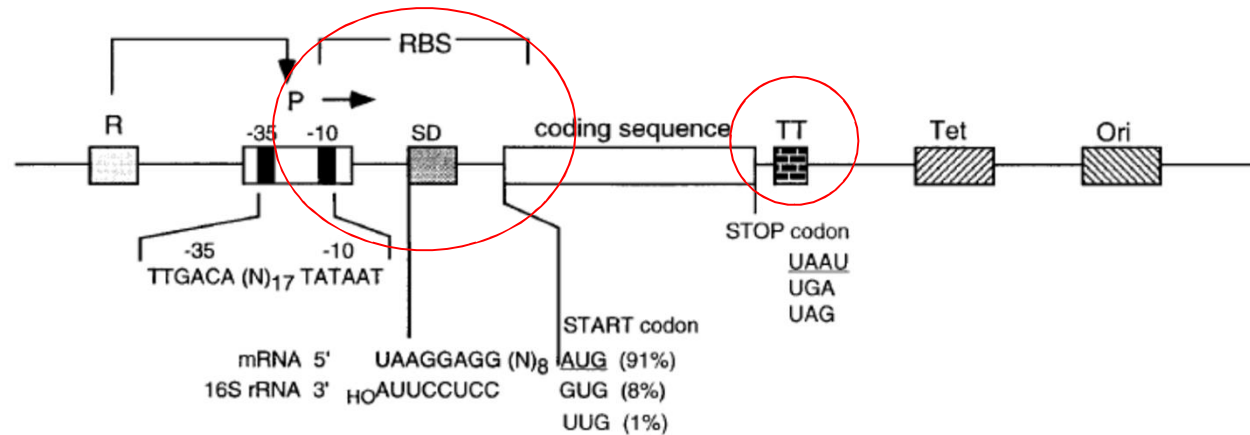 RBS
P
R -35 -10 SD coding sequence TT Tet Ori
STOP codon
-35 -10
UAAU
TTGACA (N)17 TATAAT
UGA
UAG
START codon
mRNA 5' UAAGGAGG (N)8 AUG (91%)
16S rRNA 3' HOAUUCCUCC GUG (8%)
UUG (1%)